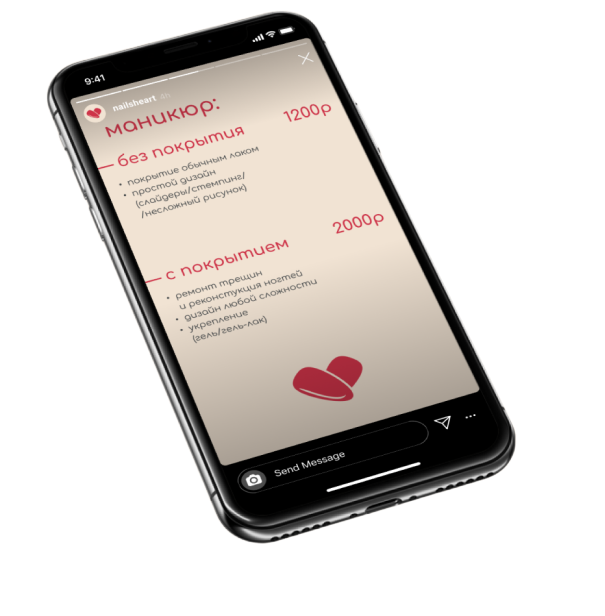 9:41
nailsheart 4h
маникюр:
— без покрытия 1200р
• покрытие обычным лаком
• простой дизайн
(слайдеры/стемпинг/
/несложный рисунок)
— с покрытием 2000р
• ремонт трещин
и реконстукция ногтей
• дизайн любой сложности
• укрепление
(гель/гель-лак)
Send Message